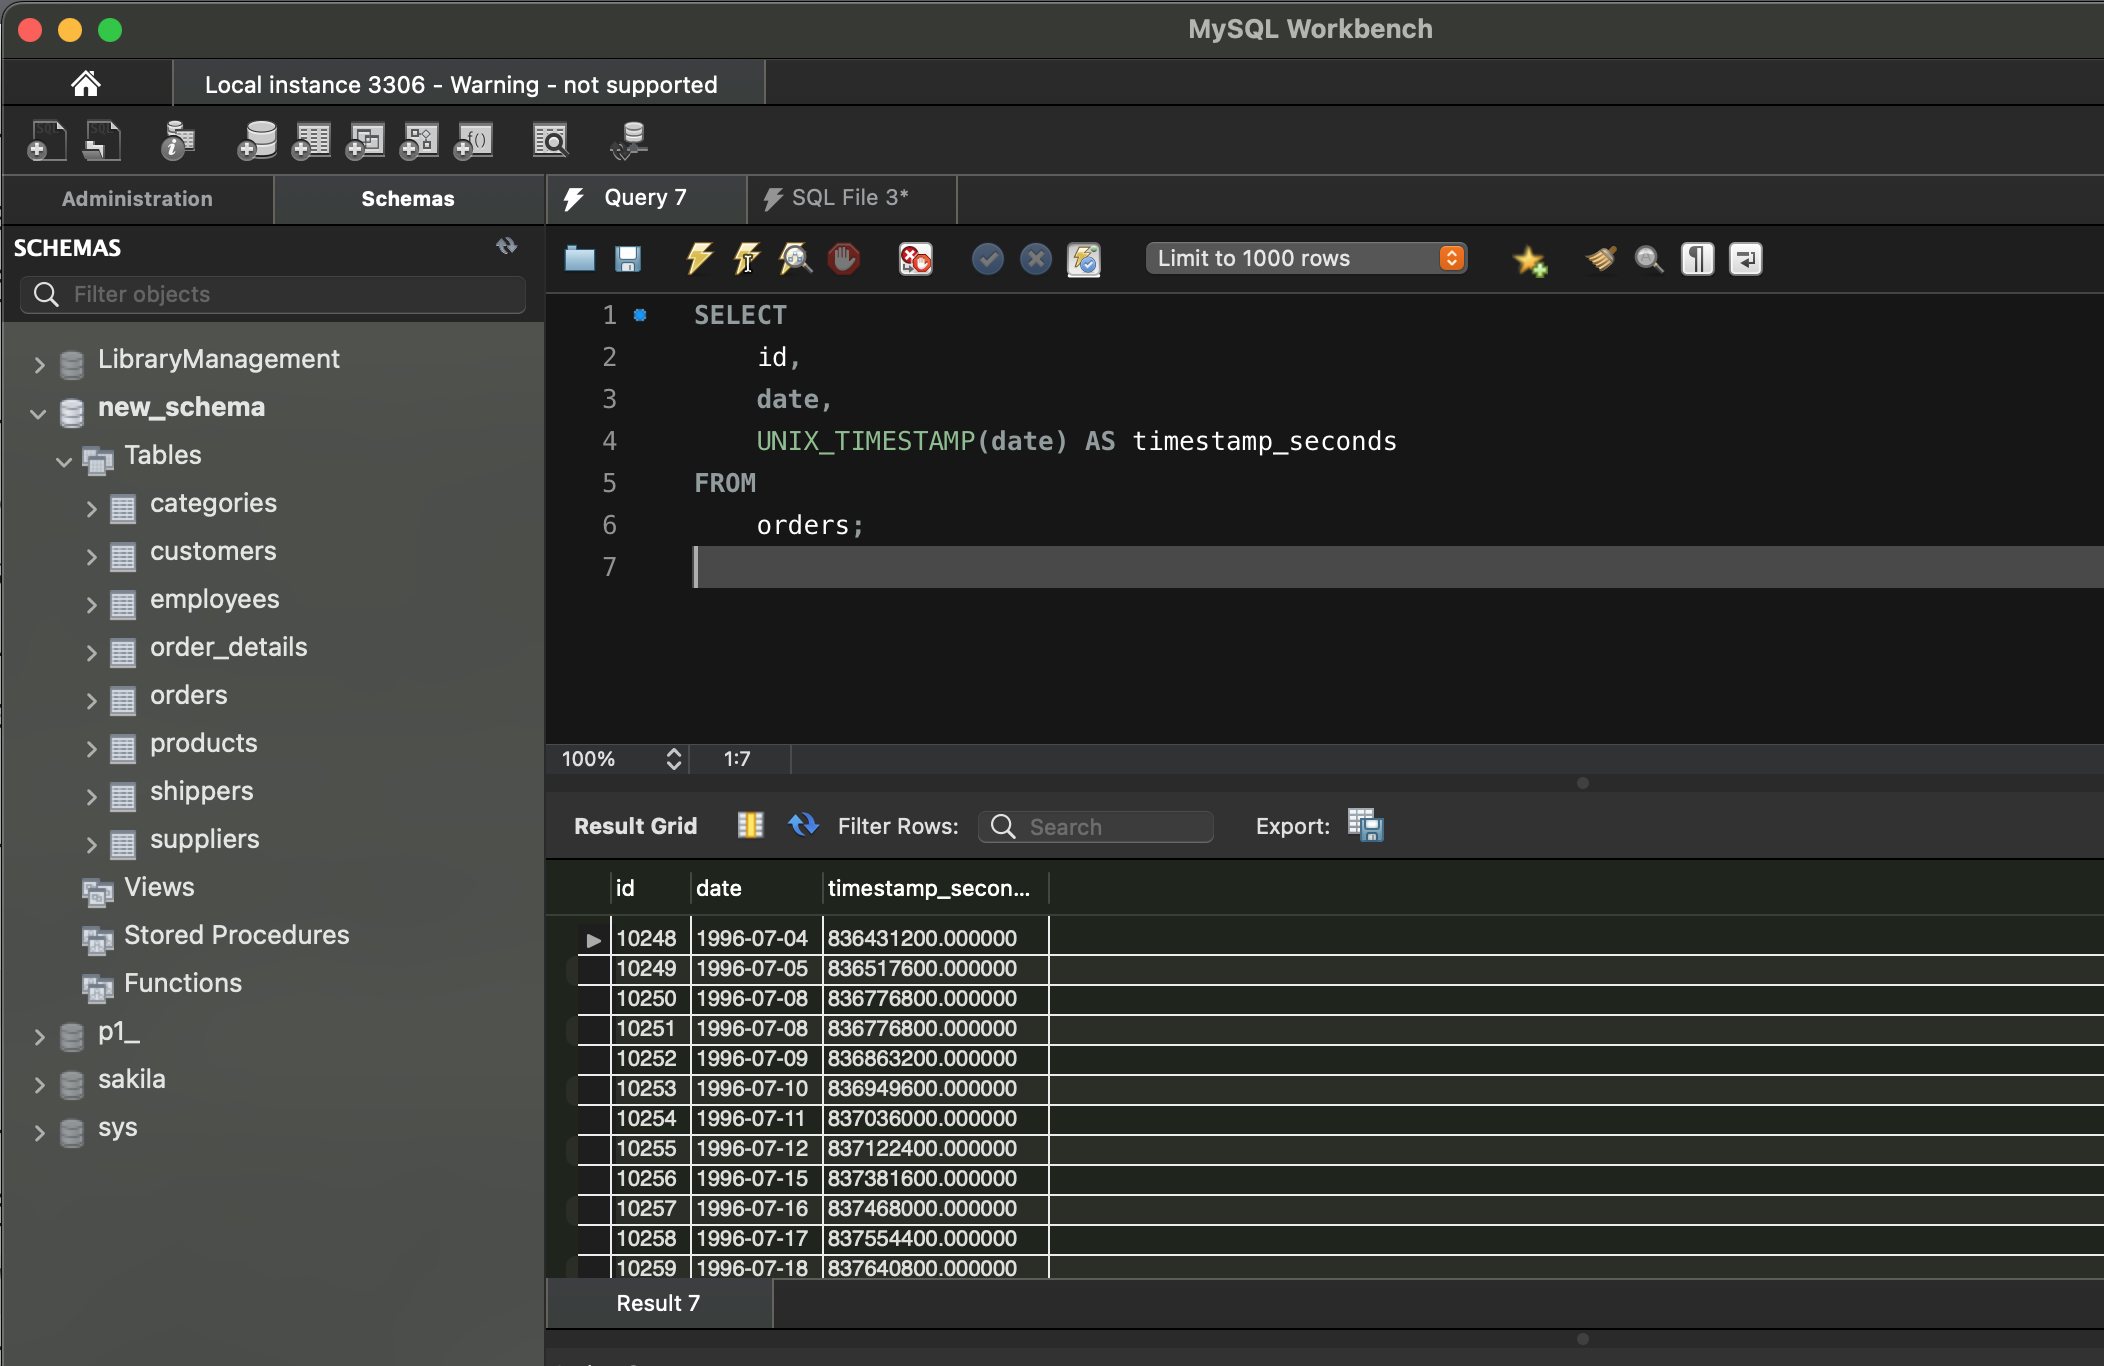 MySQL Workbench
Local instance 3306 - Warning - not supported
Administration
Schemas
Query 7
SQL File 3*
SCHEMAS
Filter objects
LibraryManagement
new_schema
Tables
categories
customers
employees
order_details
orders
products
shippers
suppliers
Views
Stored Procedures
Functions
p1_
sakila
sys
Limit to 1000 rows
1 SELECT
2 id,
3 date,
4 UNIX_TIMESTAMP(date) AS timestamp_seconds
5 FROM
6 orders;
7
100% 1:7
Result Grid Filter Rows: Search Export:
id date timestamp_secon...
10248 1996-07-04 836431200.000000
10249 1996-07-05 836517600.000000
10250 1996-07-08 836776800.000000
10251 1996-07-08 836776800.000000
10252 1996-07-09 836863200.000000
10253 1996-07-10 836949600.000000
10254 1996-07-11 837036000.000000
10255 1996-07-12 837122400.000000
10256 1996-07-15 837381600.000000
10257 1996-07-16 837468000.000000
10258 1996-07-17 837554400.000000
10259 1996-07-18 837640800.000000
Result 7